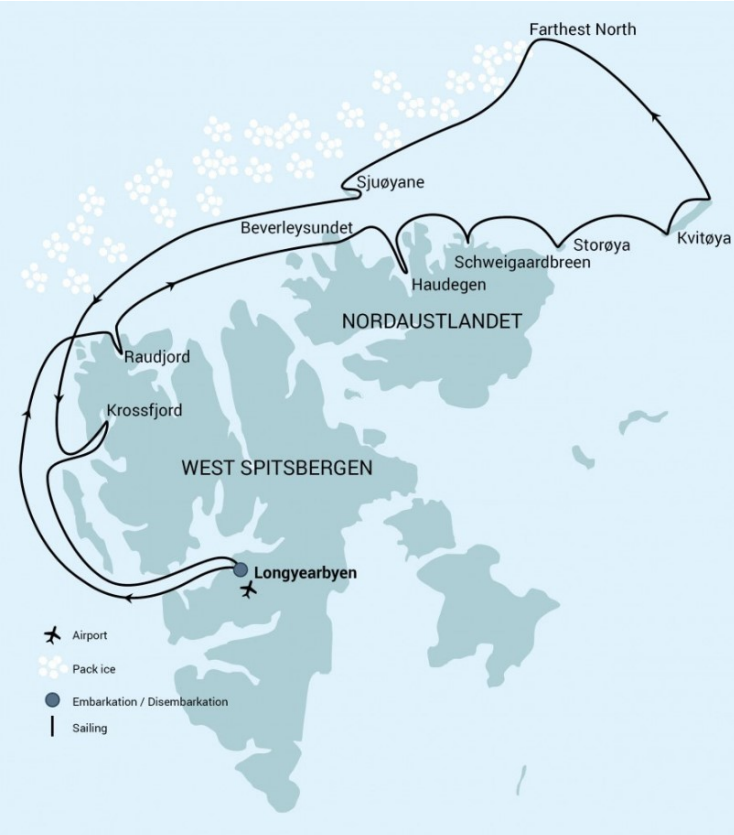 Farthest North
Sjuøyane
Beverleysundet
Kvitøya
Storøya
Schweigaardbreen
Haudegen
NORDAUSTLANDET
Raudjord
Krossfjord
WEST SPITSBERGEN
Longyearbyen
Airport
Pack ice
Embarkation / Disembarkation
Sailing